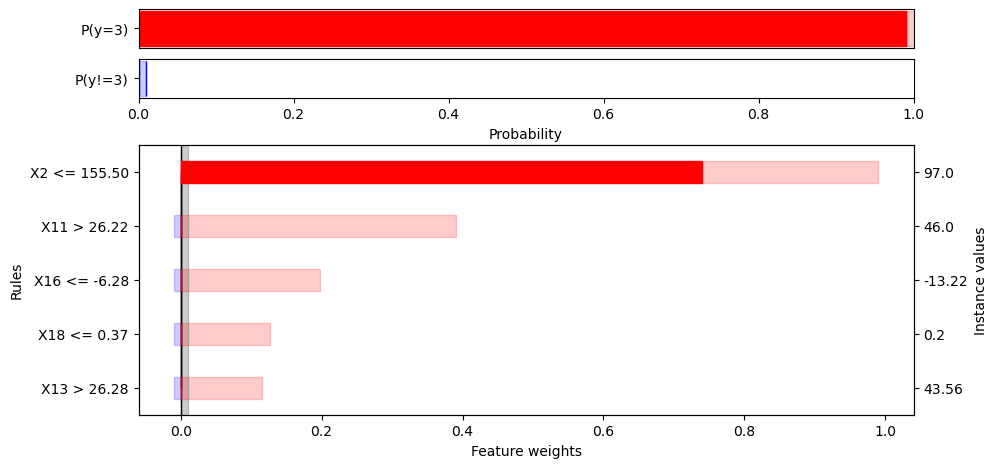 P(y=3)
P(y!=3)
0.0 0.2 0.4 0.6 0.8 1.0
Probability
X2 <= 155.50 97.0
X11 > 26.22 46.0
X16 <= -6.28 -13.22
X18 <= 0.37 0.2
X13 > 26.28 43.56
Rules
Instance values
0.0 0.2 0.4 0.6 0.8 1.0
Feature weights